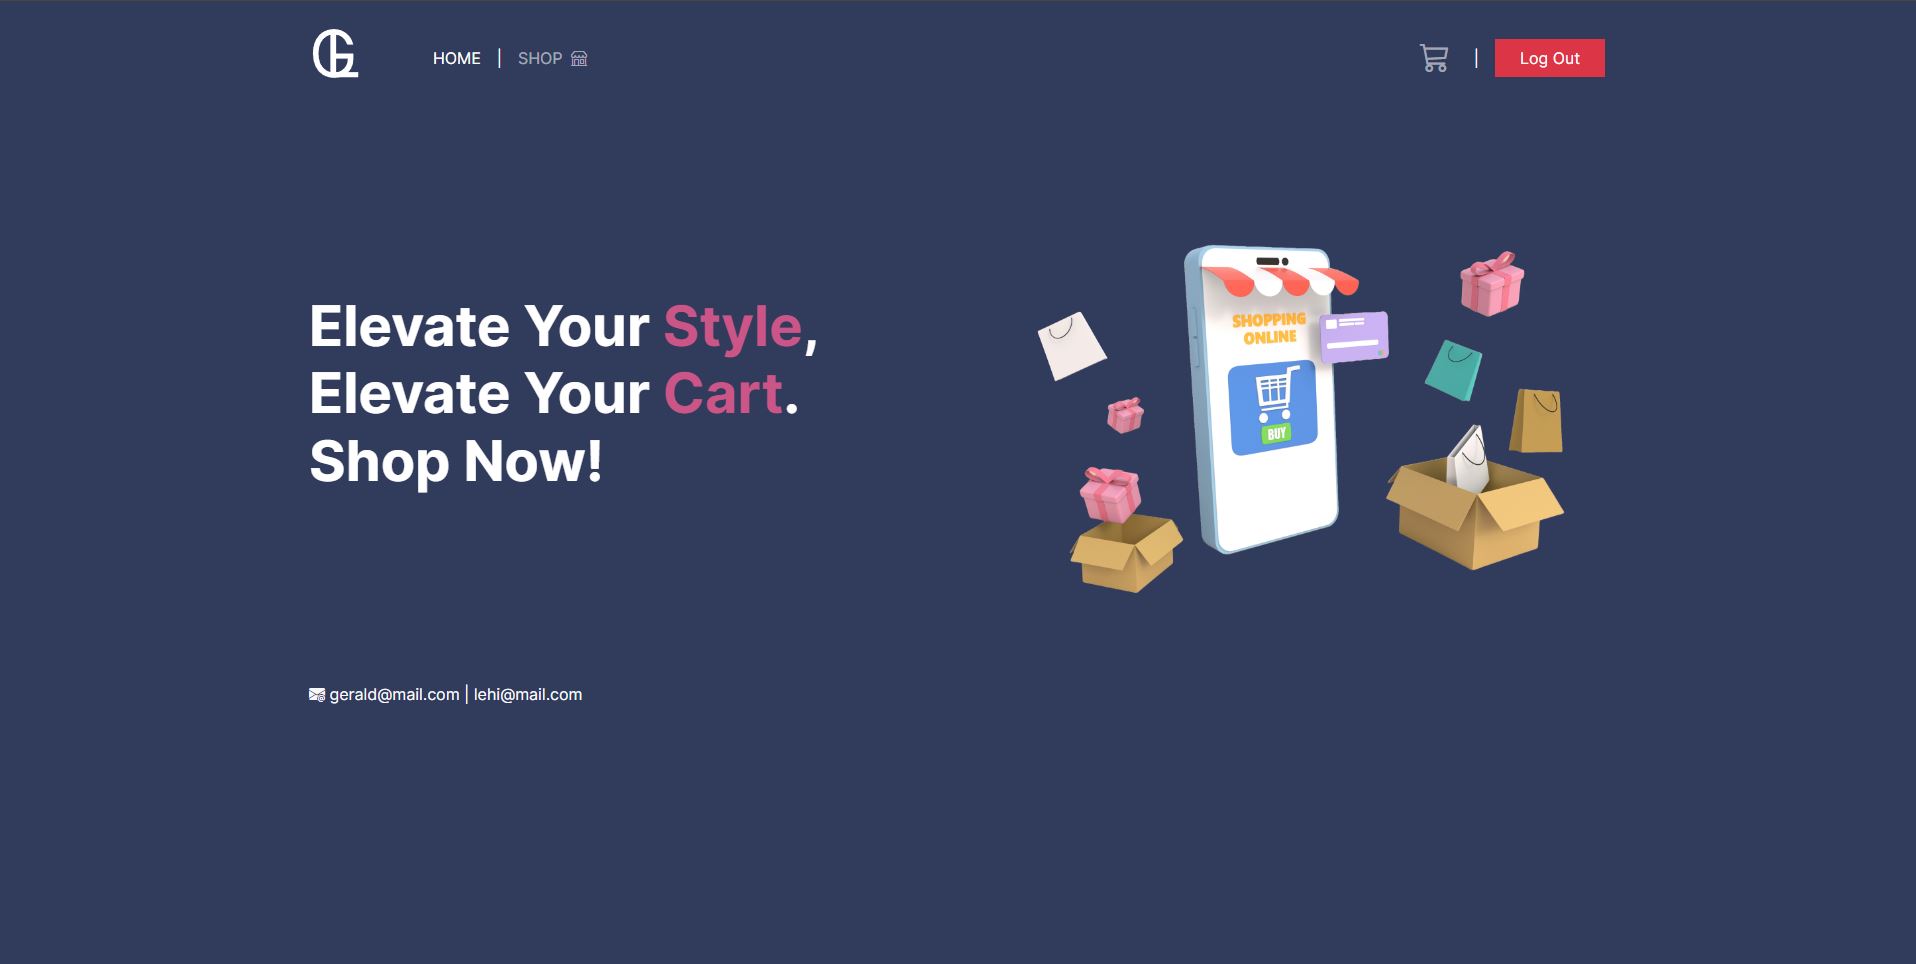 GL
HOME | SHOP
| Log Out
Elevate Your Style,
Elevate Your Cart.
Shop Now!
SHOPPING
ONLINE
BUY
gerald@mail.com | lehi@mail.com